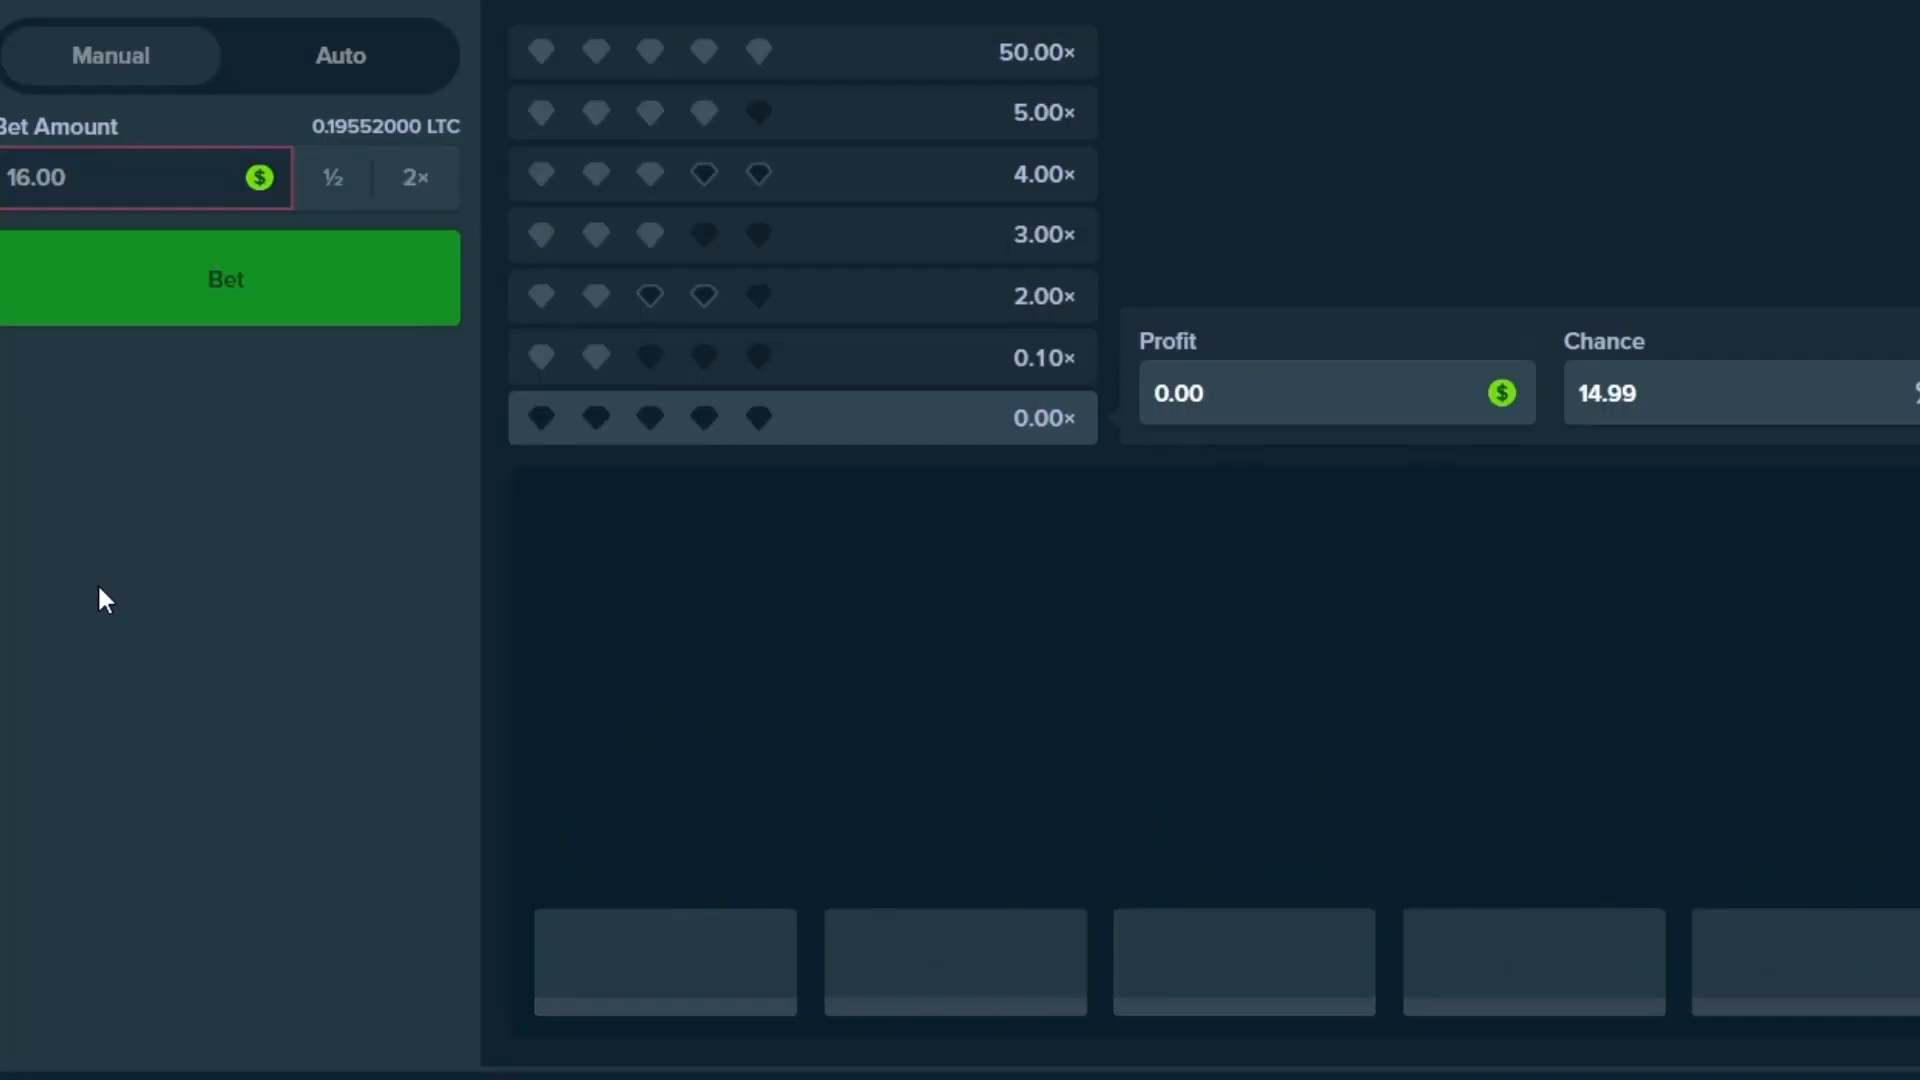 Manual Auto
Bet Amount 0.19552000 LTC
16.00 $ ½ 2×
Bet
50.00×
5.00×
4.00×
3.00×
2.00×
0.10×
0.00×
Profit Chance
0.00 $ 14.99